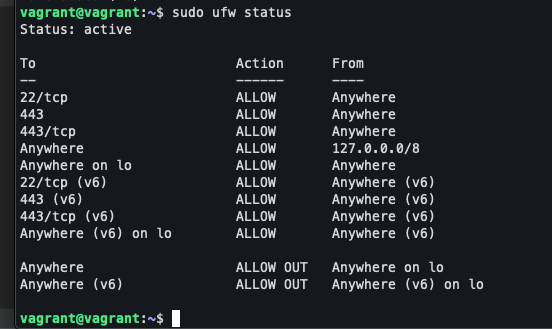 vagrant@vagrant:~$ sudo ufw status
Status: active
To Action From
-- ------ ----
22/tcp ALLOW Anywhere
443 ALLOW Anywhere
443/tcp ALLOW Anywhere
Anywhere ALLOW 127.0.0.0/8
Anywhere on lo ALLOW Anywhere
22/tcp (v6) ALLOW Anywhere (v6)
443 (v6) ALLOW Anywhere (v6)
443/tcp (v6) ALLOW Anywhere (v6)
Anywhere (v6) on lo ALLOW Anywhere (v6)
Anywhere ALLOW OUT Anywhere on lo
Anywhere (v6) ALLOW OUT Anywhere (v6) on lo
vagrant@vagrant:~$